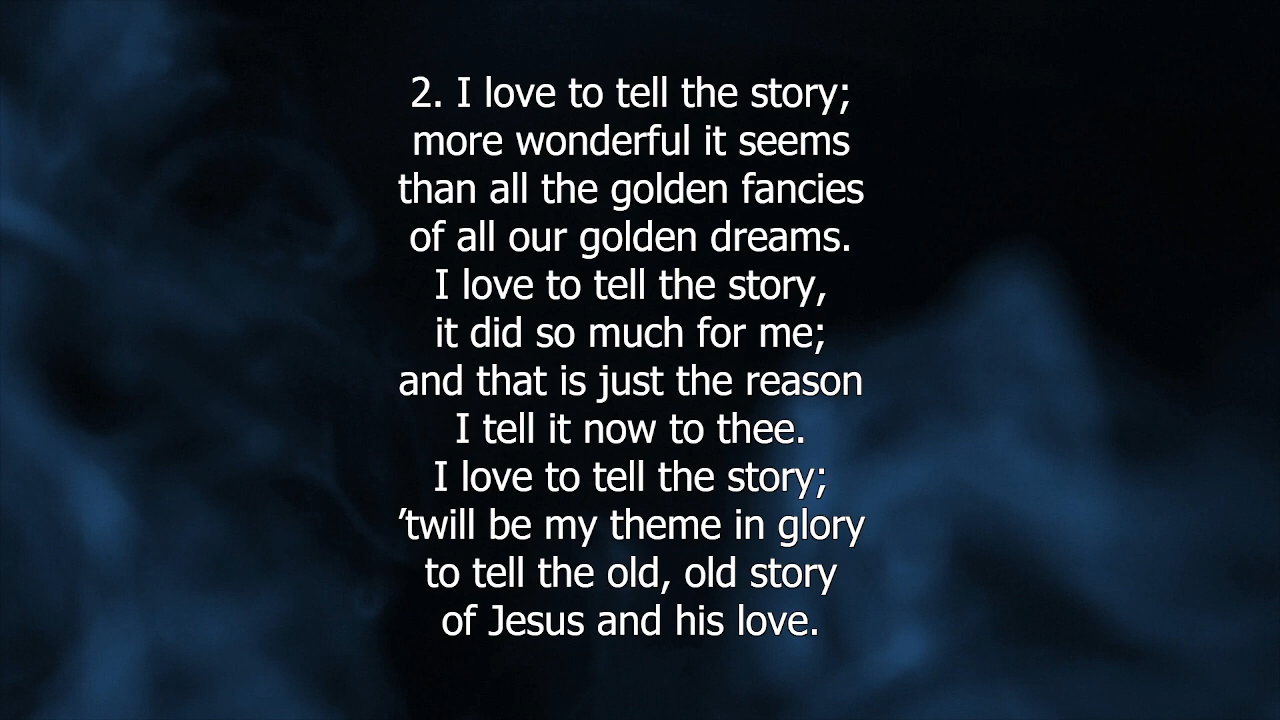 2. I love to tell the story;
more wonderful it seems
than all the golden fancies
of all our golden dreams.
I love to tell the story,
it did so much for me;
and that is just the reason
I tell it now to thee.
I love to tell the story;
’twill be my theme in glory
to tell the old, old story
of Jesus and his love.